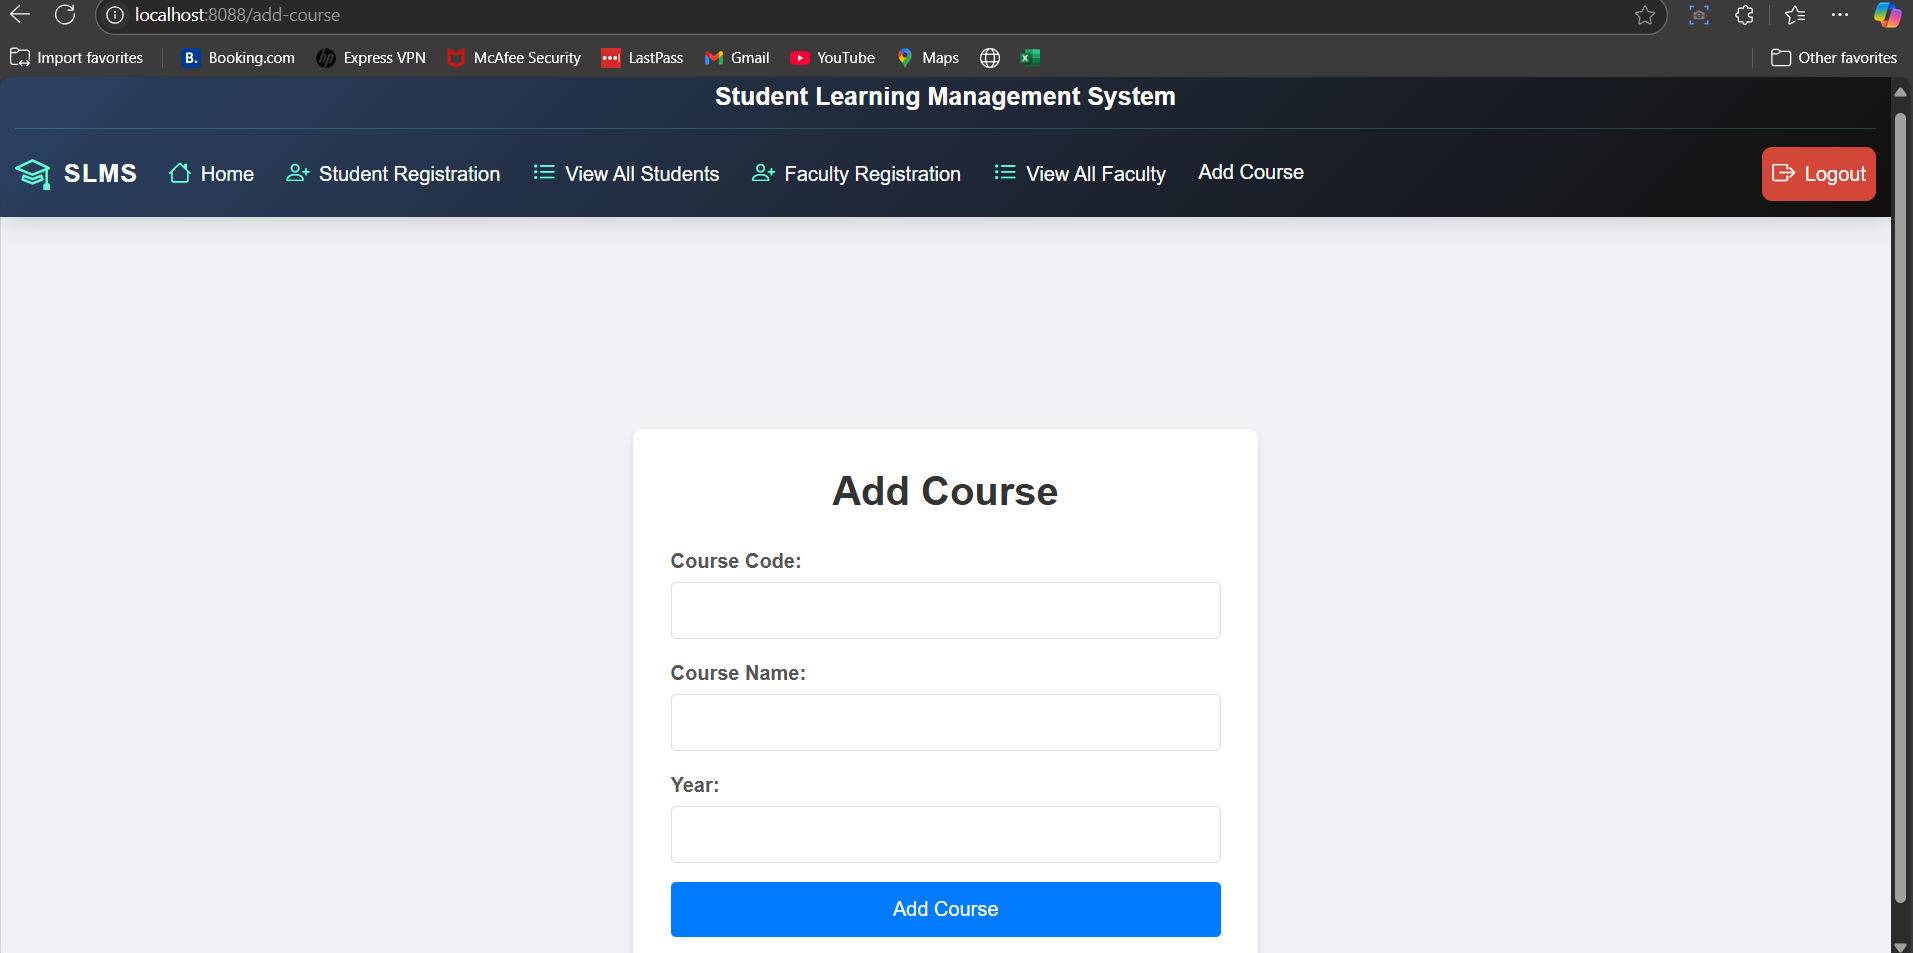 localhost:8088/add-course
Import favorites B. Booking.com hp Express VPN McAfee Security LastPass Gmail YouTube Maps Other favorites
Student Learning Management System
SLMS Home Student Registration View All Students Faculty Registration View All Faculty Add Course Logout
Add Course
Course Code:
Course Name:
Year:
Add Course